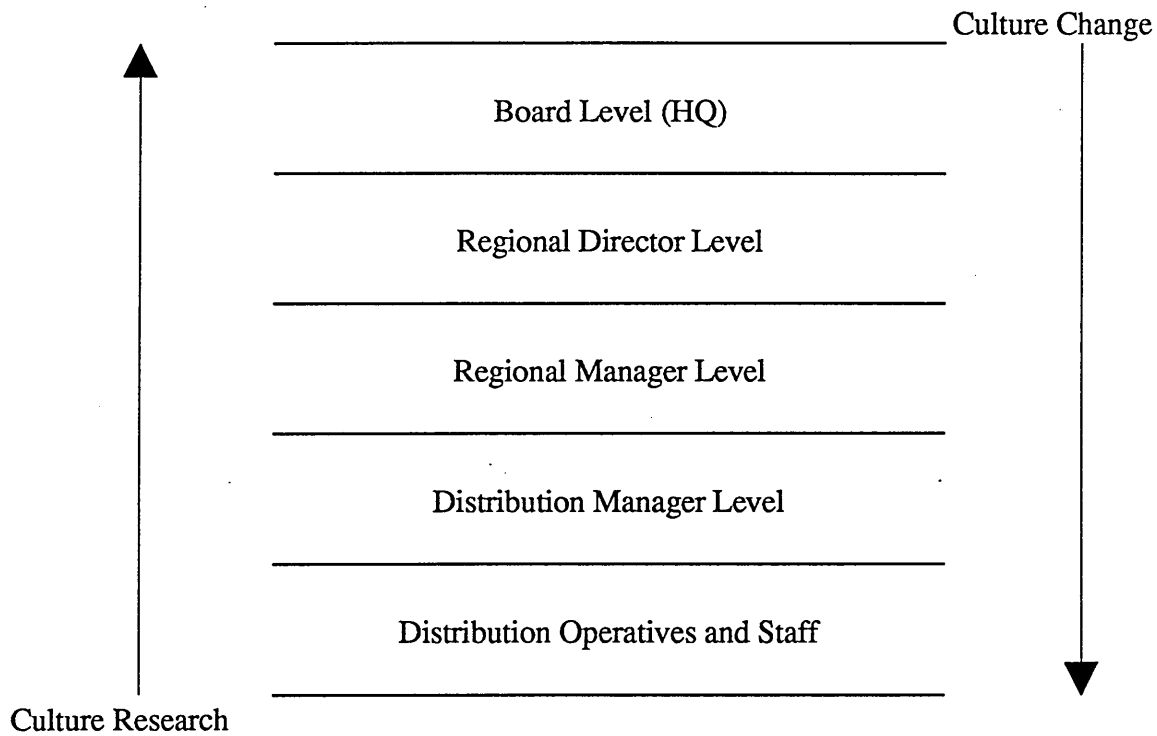 Culture Change
Board Level (HQ)
Regional Director Level
Regional Manager Level
Distribution Manager Level
Distribution Operatives and Staff
Culture Research